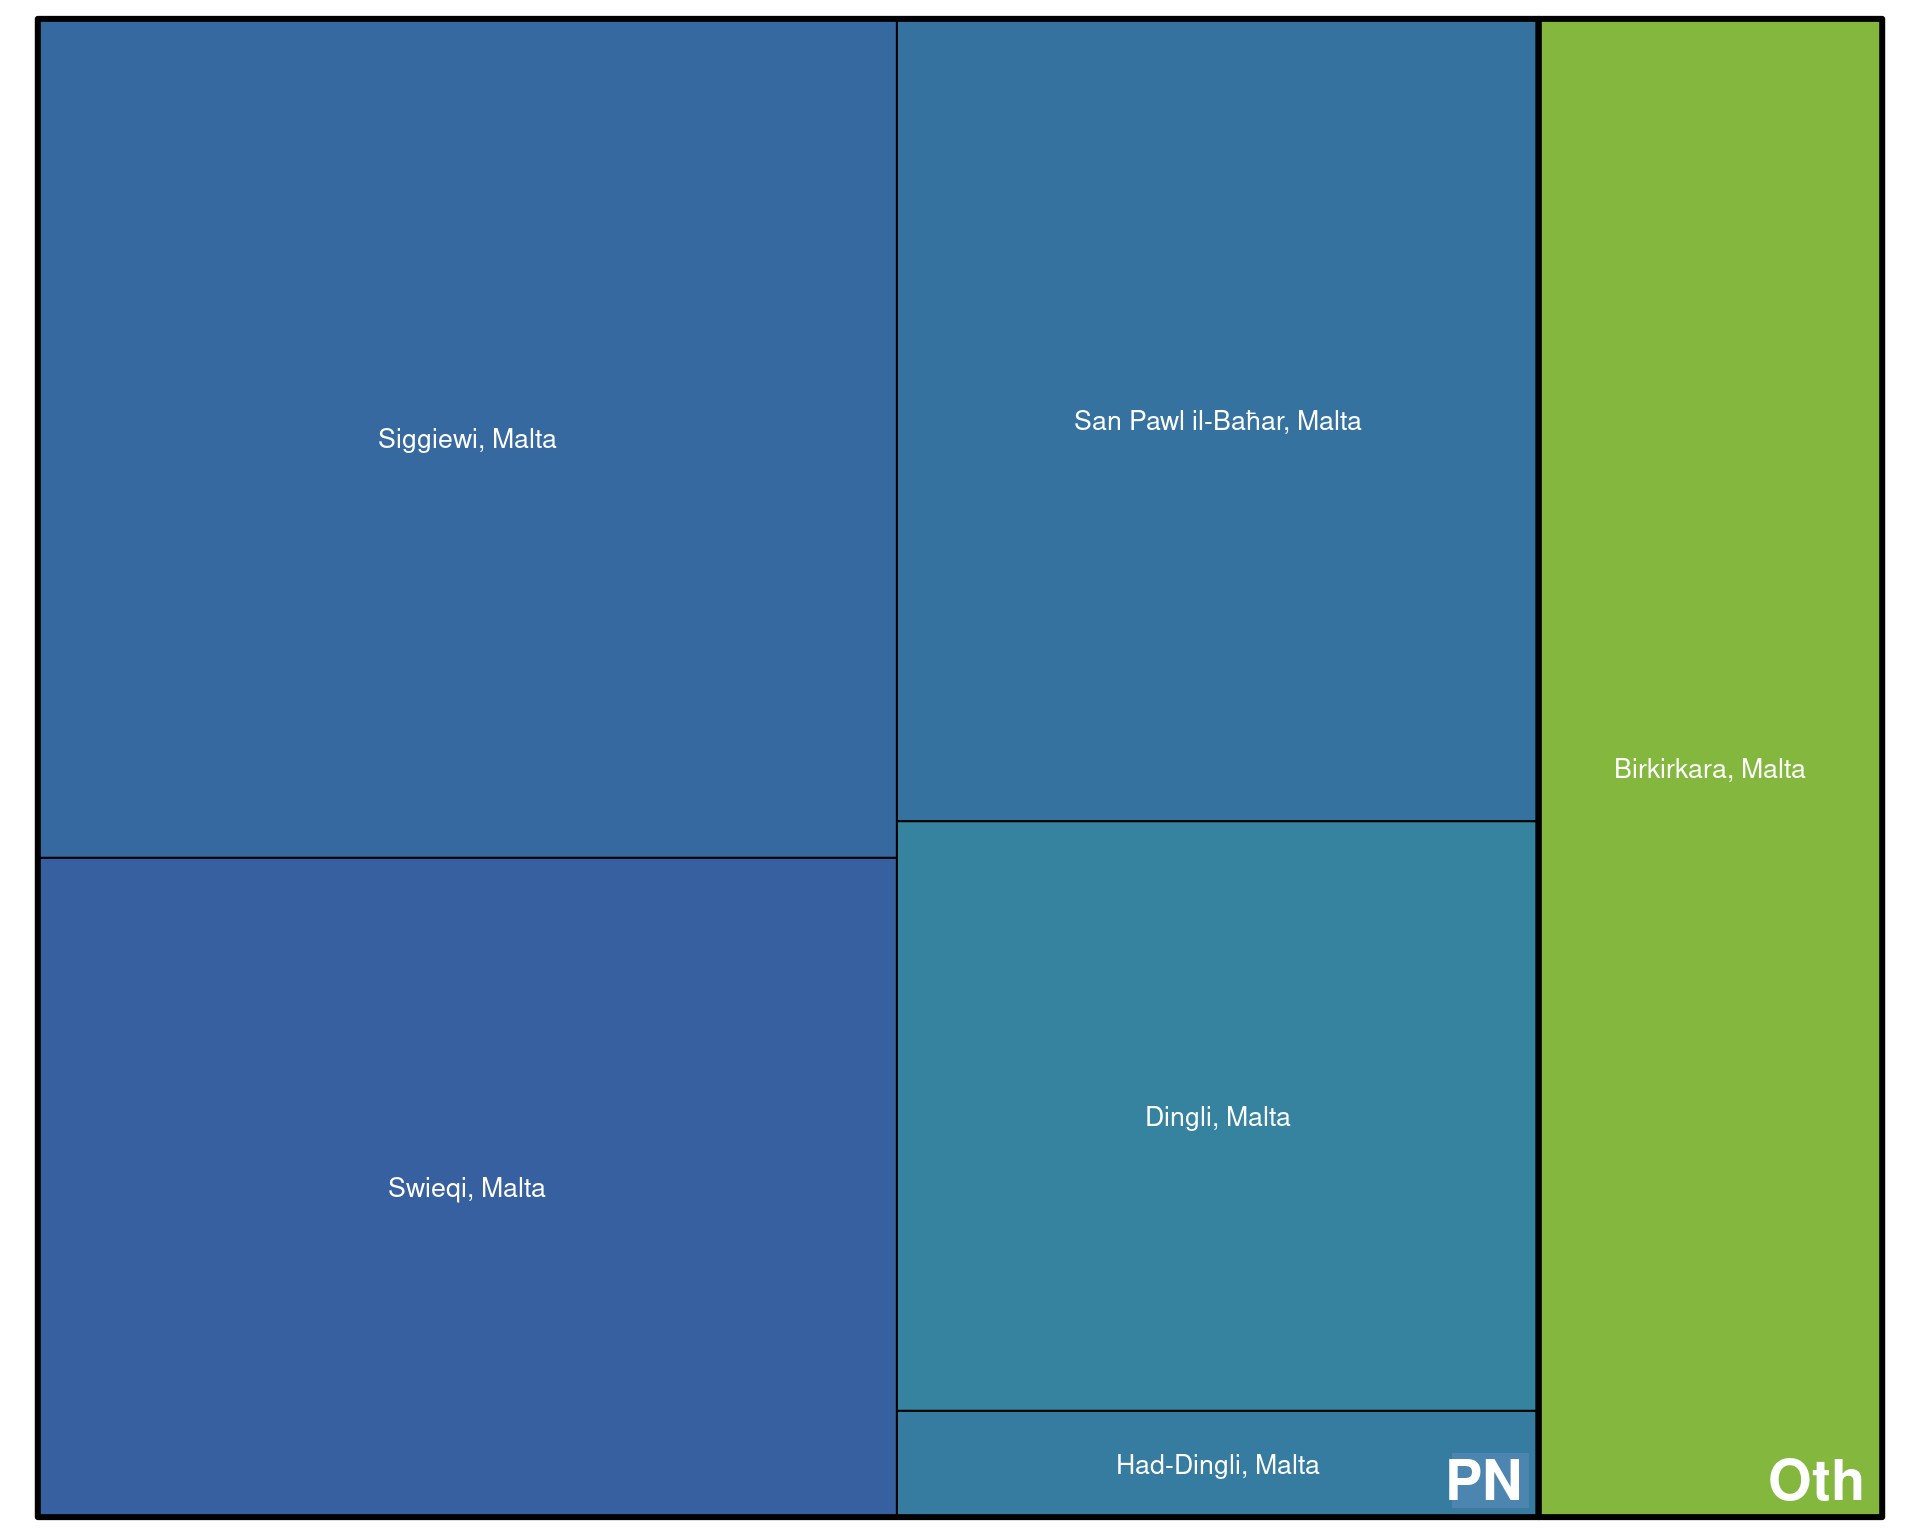 Siggiewi, Malta
San Pawl il-Baħar, Malta
Birkirkara, Malta
Dingli, Malta
Swieqi, Malta
Had-Dingli, Malta
PN
Oth